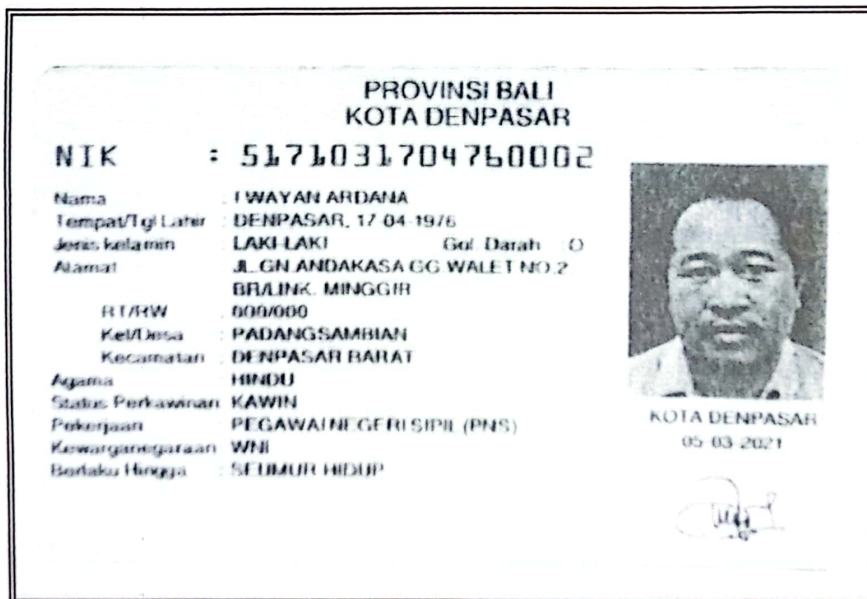 PROVINSI BALI
KOTA DENPASAR
NIK : 5171031704760002
Nama : I WAYAN ARDANA
Tempat/Tgl Lahir : DENPASAR, 17-04-1976
Jenis kelamin : LAKI-LAKI Gol. Darah : O
Alamat : JL.GN.ANDAKASA GG.WALET NO.2
BR/LINK. MINGGIR
RT/RW : 000/000
Kel/Desa : PADANGSAMBIAN
Kecamatan : DENPASAR BARAT
Agama : HINDU
Status Perkawinan: KAWIN
Pekerjaan : PEGAWAI NEGERI SIPIL (PNS)
Kewarganegaraan: WNI
Berlaku Hingga : SEUMUR HIDUP
KOTA DENPASAR
05-03-2021